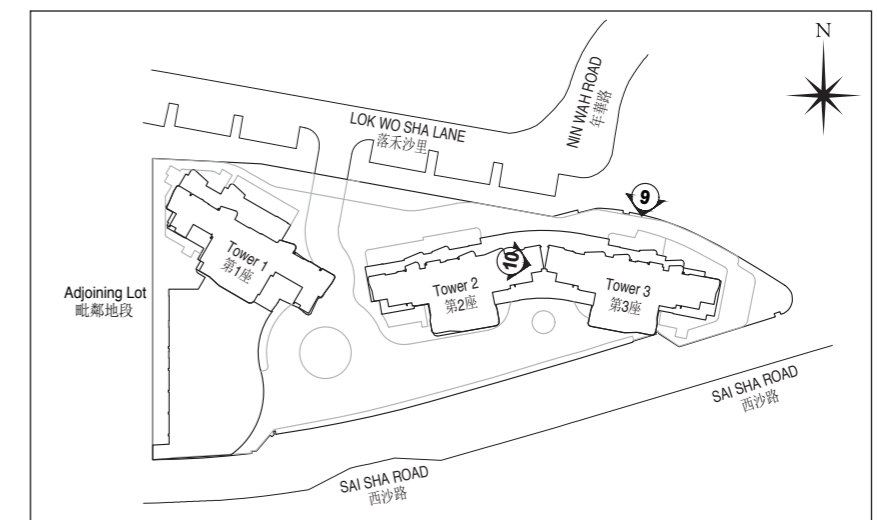 N
NIN WAH ROAD
年華路
LOK WO SHA LANE
落禾沙里
9
Tower 1
第1座
10
Tower 2
第2座
Tower 3
第3座
Adjoining Lot
毗鄰地段
SAI SHA ROAD
西沙路
SAI SHA ROAD
西沙路